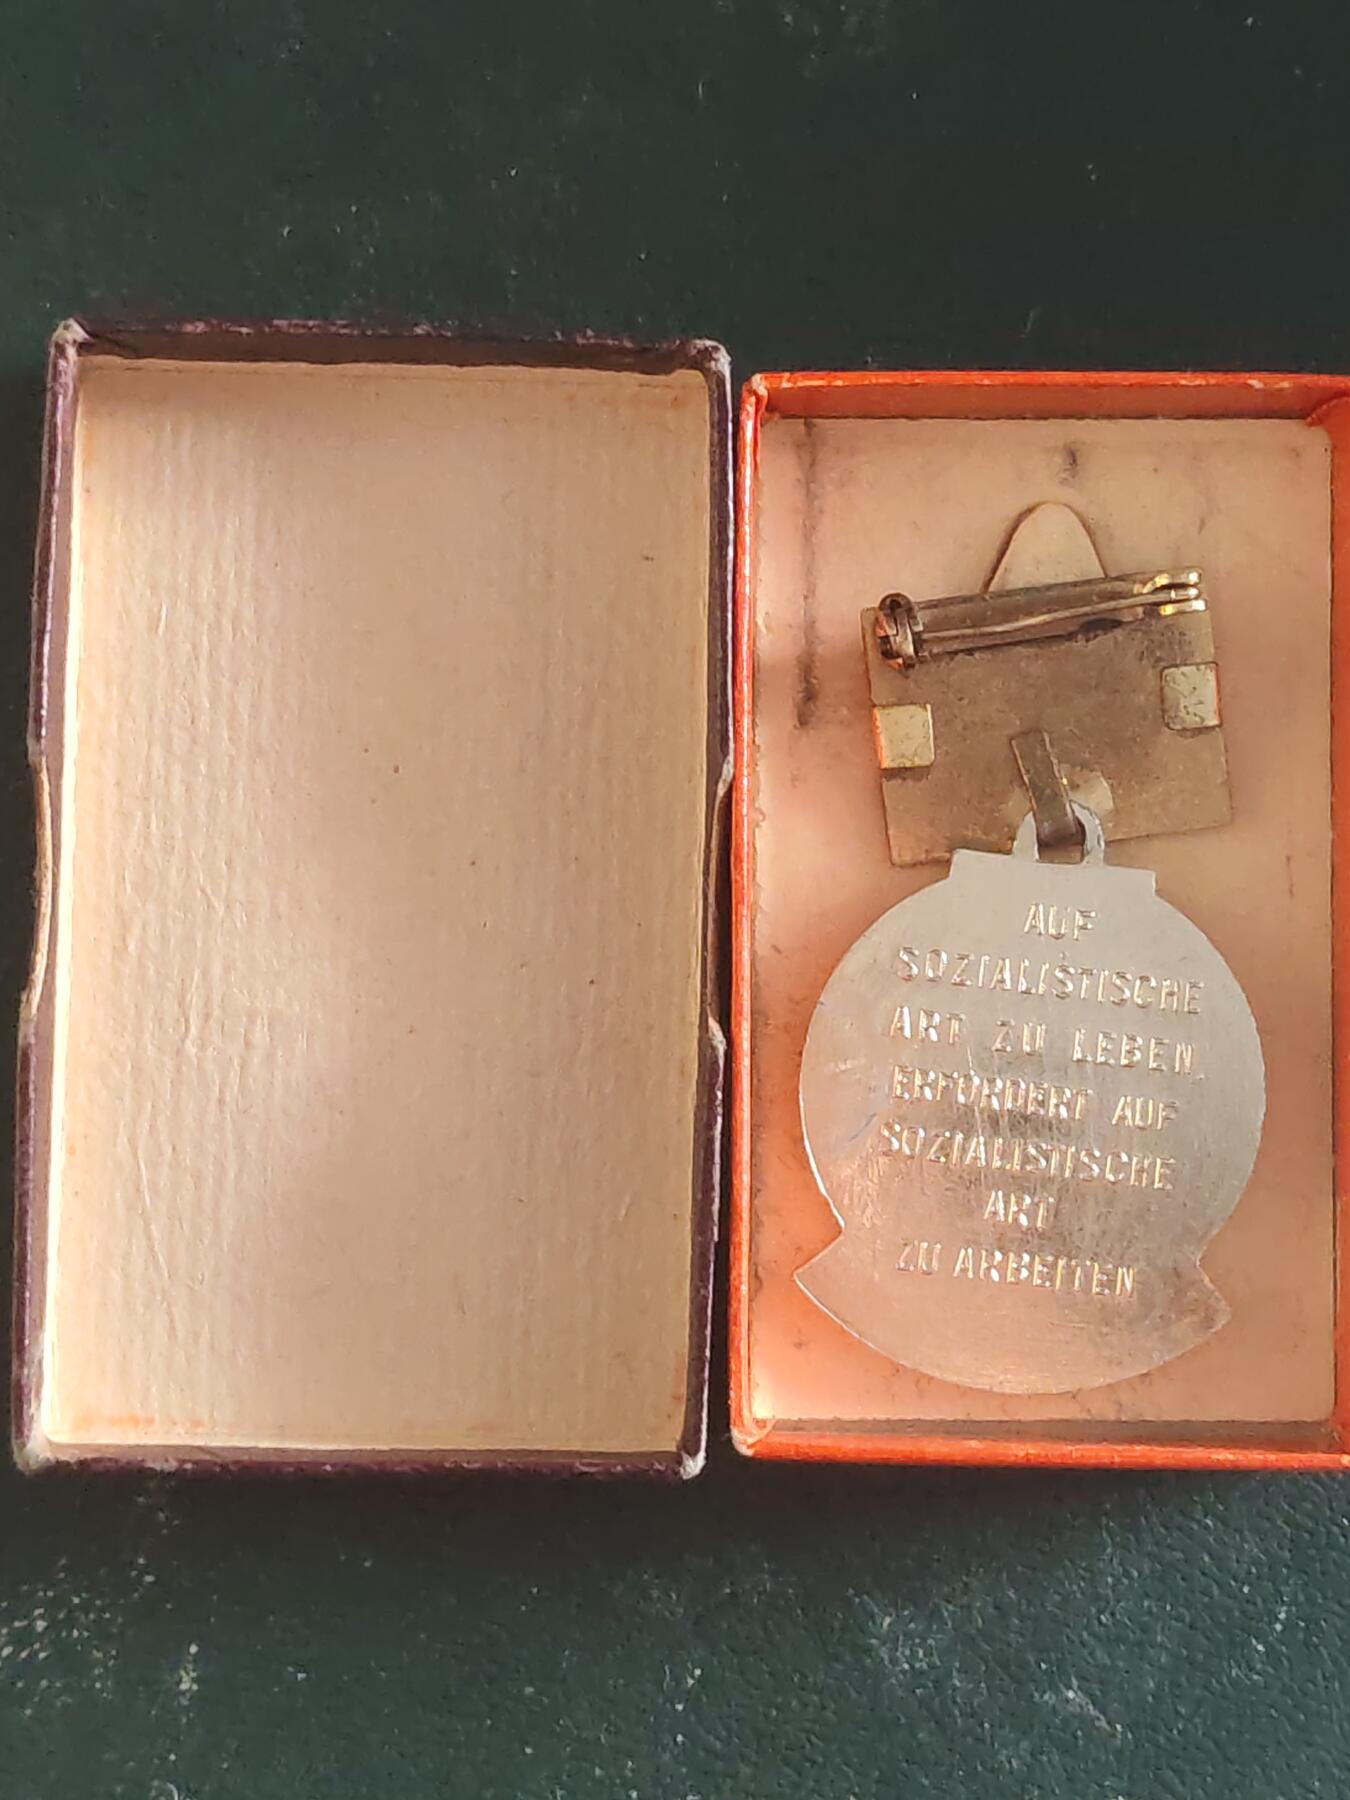 AUF
SOZIALISTISCHE
ART ZU LEBEN,
ERFORDERT AUF
SOZIALISTISCHE
ART
ZU ARBEITEN